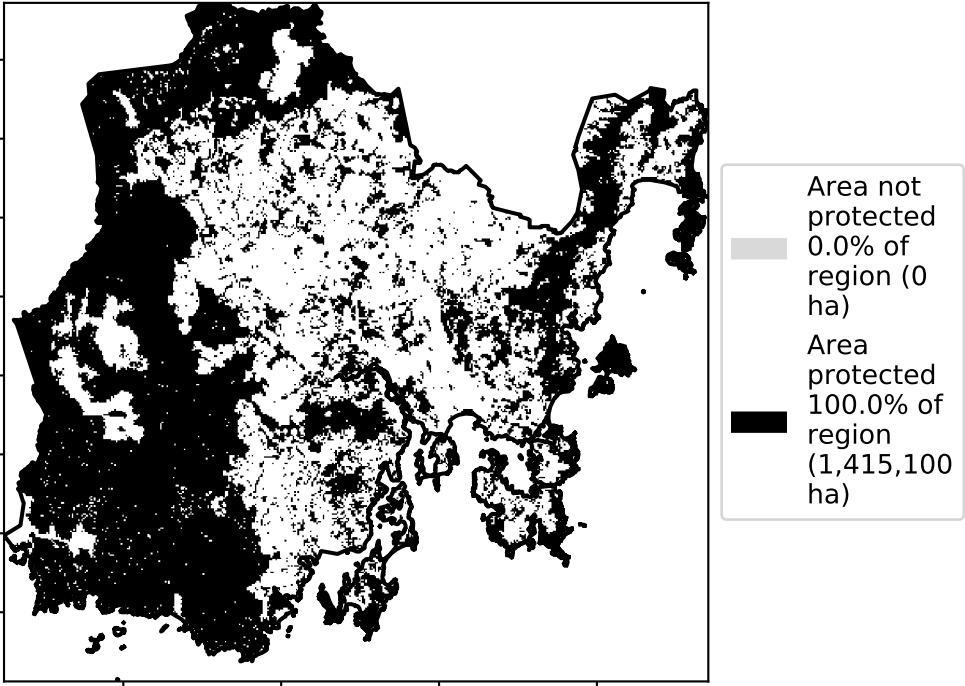 Area not
protected
0.0% of
region (0
ha)
Area
protected
100.0% of
region
(1,415,100
ha)